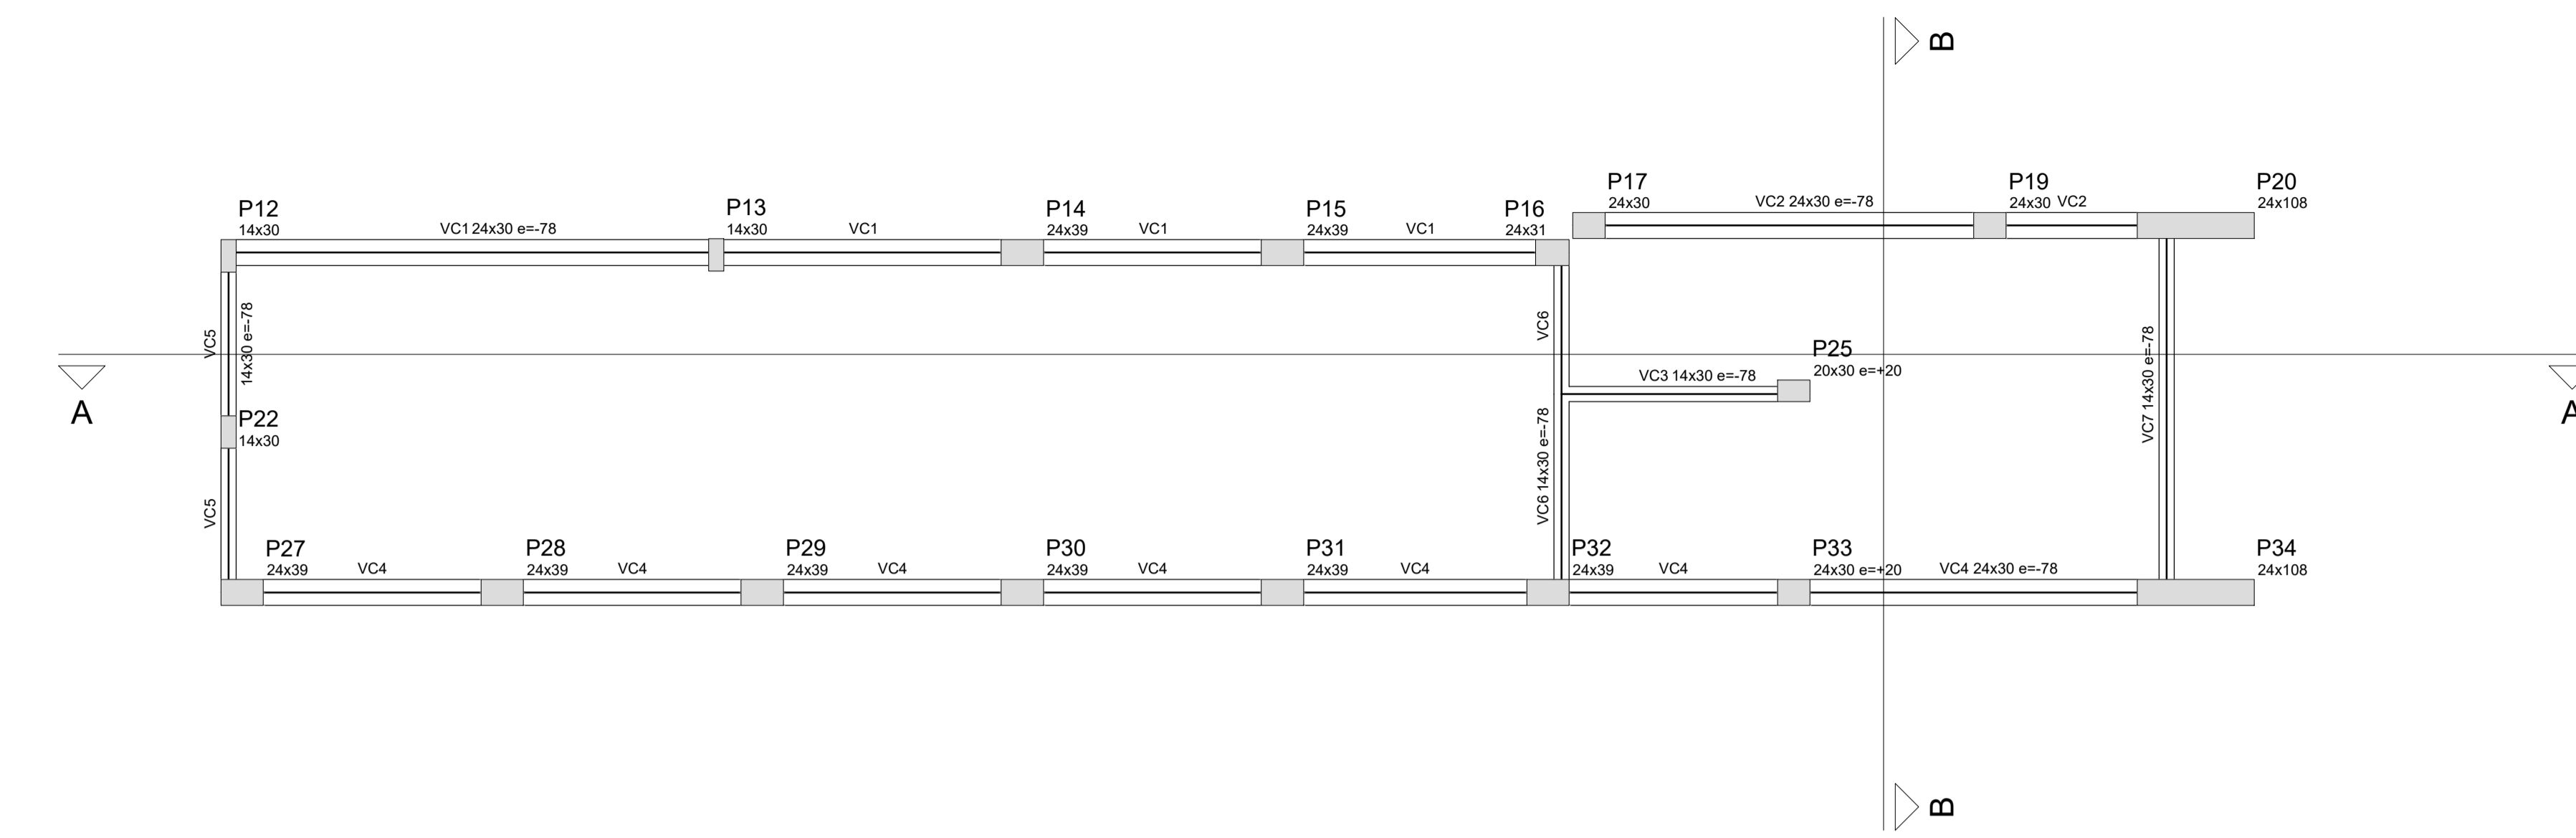 B
P17
24x30
VC2 24x30 e=-78
P19
24x30 VC2
P20
24x108
P12
14x30
VC1 24x30 e=-78
P13
14x30
VC1
P14
24x39
VC1
P15
24x39
VC1
P16
24x31
VC5
14x30 e=-78
VC6
P25
20x30 e=+20
VC3 14x30 e=-78
VC7 14x30 e=-78
A
A
P22
14x30
VC6 14x30 e=-78
VC5
P27
24x39
VC4
P28
24x39
VC4
P29
24x39
VC4
P30
24x39
VC4
P31
24x39
VC4
P32
24x39
VC4
P33
24x30 e=+20
VC4 24x30 e=-78
P34
24x108
B